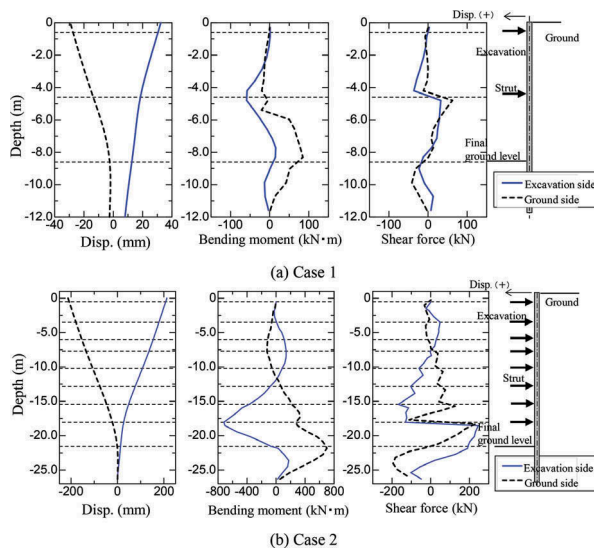 Disp. (+)
Ground
Excavation
Strut
Final
ground level
Excavation side
Ground side
0
-2.0
-4.0
-6.0
-8.0
-10.0
-12.0
Depth (m)
-40 -20 0 20 40
Disp. (mm)
-100 0 100
Bending moment (kN・m)
-100 0 100
Shear force (kN)
(a) Case 1
Disp.(+)
Ground
Excavation
Strut
Final
ground level
Excavation side
Ground side
0
-5.0
-10.0
-15.0
-20.0
-25.0
Depth (m)
-200 0 200
Disp. (mm)
-800 -400 0 400 800
Bending moment (kN・m)
-200 0 200
Shear force (kN)
(b) Case 2